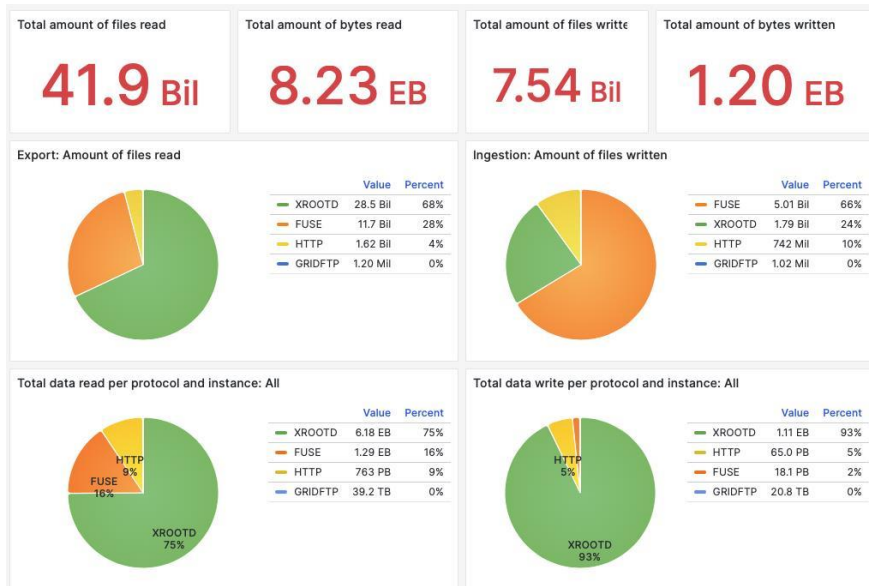 Total amount of files read
41.9 Bil
Total amount of bytes read
8.23 EB
Total amount of files writte
7.54 Bil
Total amount of bytes written
1.20 EB
Export: Amount of files read
Value Percent
XROOTD 28.5 Bil 68%
FUSE 11.7 Bil 28%
HTTP 1.62 Bil 4%
GRIDFTP 1.20 Mil 0%
Ingestion: Amount of files written
Value Percent
FUSE 5.01 Bil 66%
XROOTD 1.79 Bil 24%
HTTP 742 Mil 10%
GRIDFTP 1.02 Mil 0%
Total data read per protocol and instance: All
HTTP
9%
FUSE
16%
XROOTD
75%
Value Percent
XROOTD 6.18 EB 75%
FUSE 1.29 EB 16%
HTTP 763 PB 9%
GRIDFTP 39.2 TB 0%
Total data write per protocol and instance: All
HTTP
5%
XROOTD
93%
Value Percent
XROOTD 1.11 EB 93%
HTTP 65.0 PB 5%
FUSE 18.1 PB 2%
GRIDFTP 20.8 TB 0%